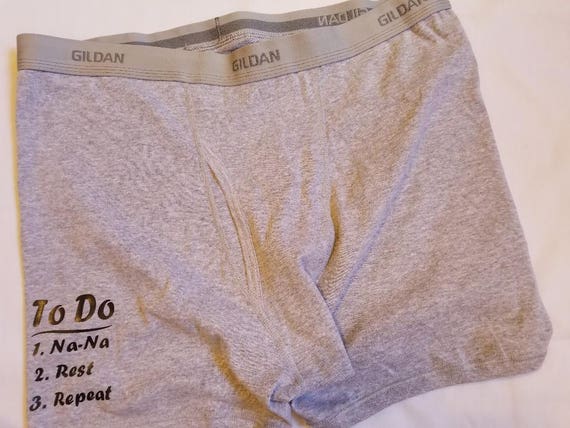 GILDAN
GILDAN
GILDAN
To Do
1. Na-Na
2. Rest
3. Repeat